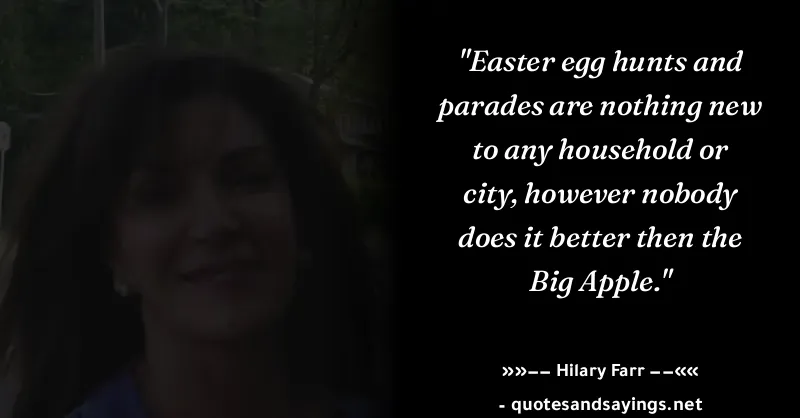 "Easter egg hunts and
parades are nothing new
to any household or
city, however nobody
does it better then the
Big Apple."
»»−− Hilary Farr −−««
- quotesandsayings.net